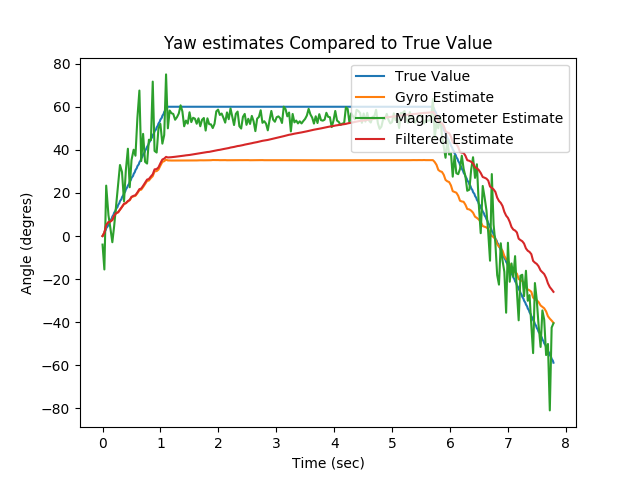 Yaw estimates Compared to True Value
80
60
40
20
0
−20
−40
−60
−80
Angle (degres)
True Value
Gyro Estimate
Magnetometer Estimate
Filtered Estimate
0 1 2 3 4 5 6 7 8
Time (sec)